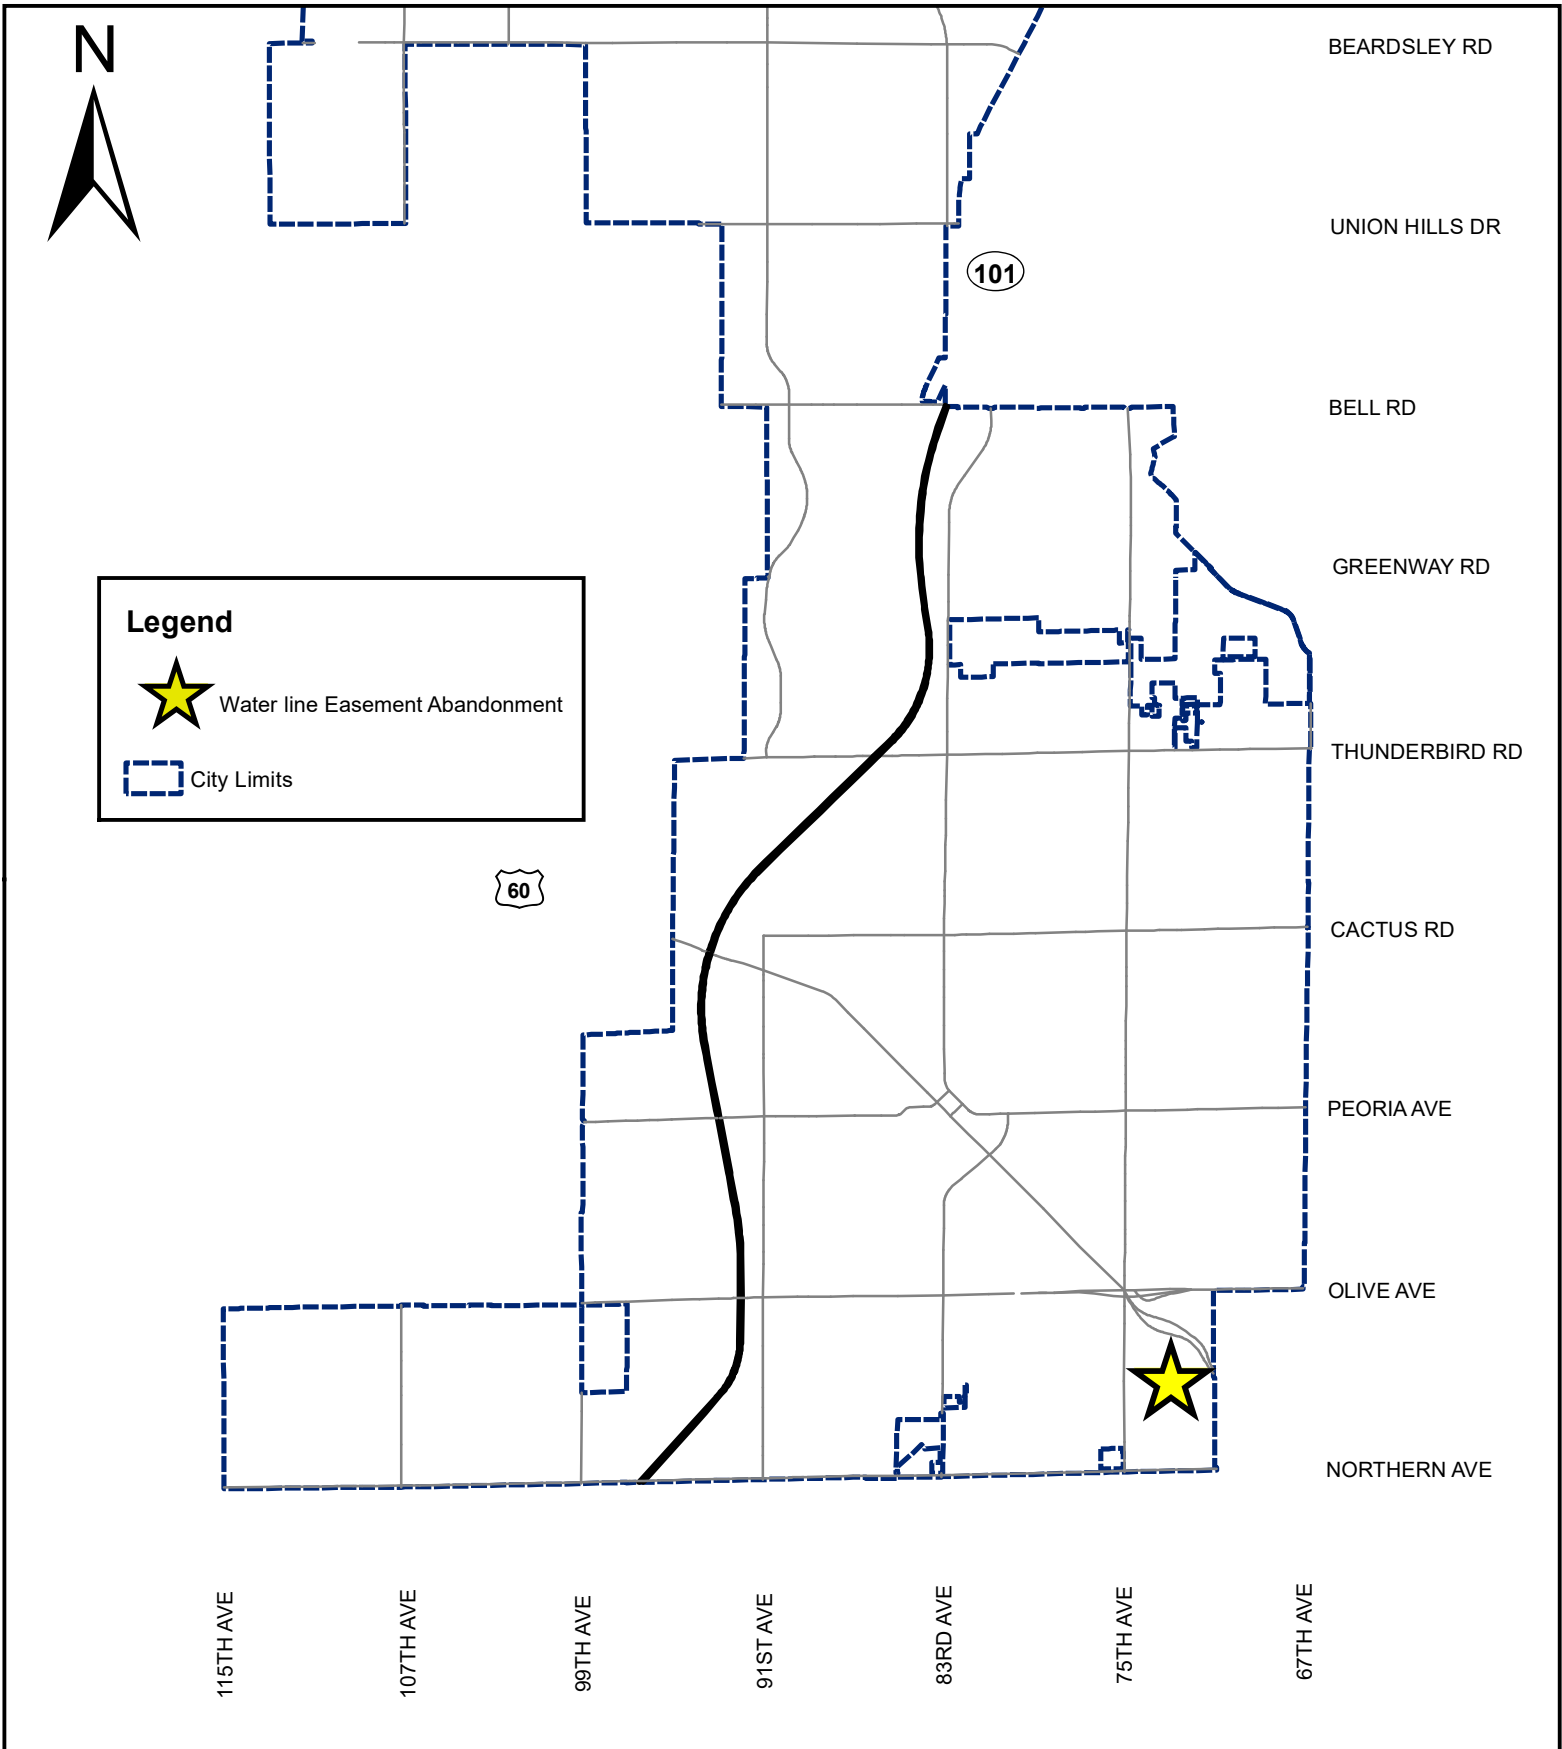 N
BEARDSLEY RD
UNION HILLS DR
101
BELL RD
GREENWAY RD
Legend
Water line Easement Abandonment
City Limits
THUNDERBIRD RD
60
CACTUS RD
PEORIA AVE
OLIVE AVE
NORTHERN AVE
115TH AVE
107TH AVE
99TH AVE
91ST AVE
83RD AVE
75TH AVE
67TH AVE